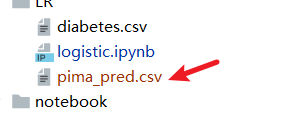 LR
diabetes.csv
logistic.ipynb
pima_pred.csv
notebook